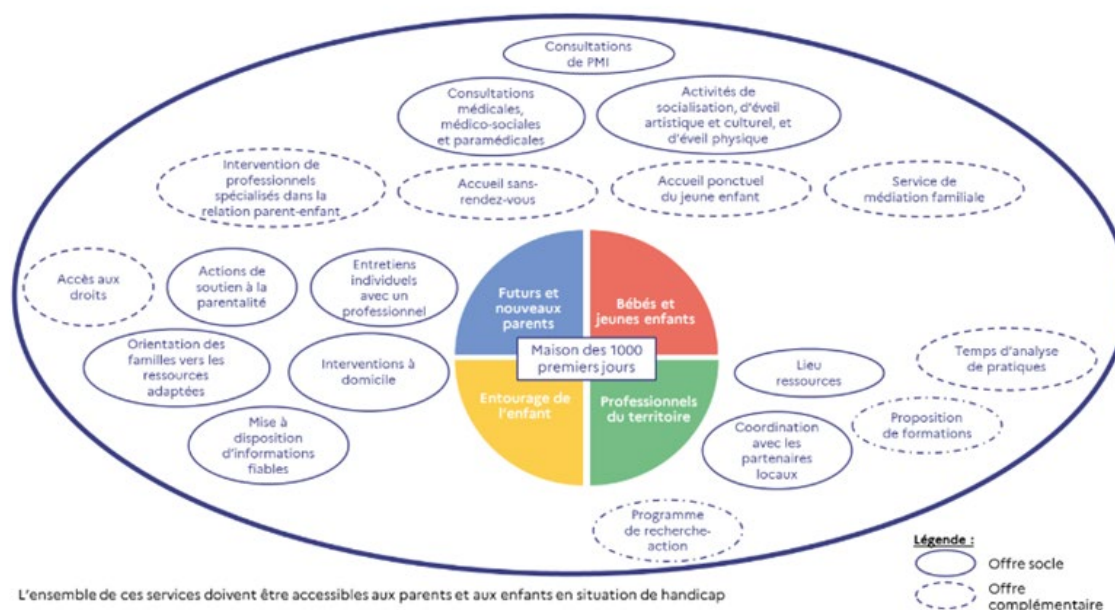 Consultations
de PMI
Consultations
médicales,
médico-sociales
et paramédicales
Activités de
socialisation, d'éveil
artistique et culturel, et
d'éveil physique
Intervention de
professionnels
spécialisés dans la
relation parent-enfant
Accueil sans-
rendez-vous
Accueil ponctuel
du jeune enfant
Service de
médiation familiale
Accès aux
droits
Actions de
soutien à la
parentalité
Entretiens
individuels
avec un
professionnel
Futurs et
nouveaux
parents
Bébés et
jeunes enfants
Orientation des
familles vers les
ressources
adaptées
Interventions à
domicile
Maison des 1000
premiers jours
Lieu
ressources
Temps d'analyse
de pratiques
Entourage de
l'enfant
Professionnels
du territoire
Mise à
disposition
d'informations
fiables
Coordination
avec les
partenaires
locaux
Proposition
de formations
Programme
de recherche-
action
Légende :
Offre socle
Offre
complémentaire
L'ensemble de ces services doivent être accessibles aux parents et aux enfants en situation de handicap